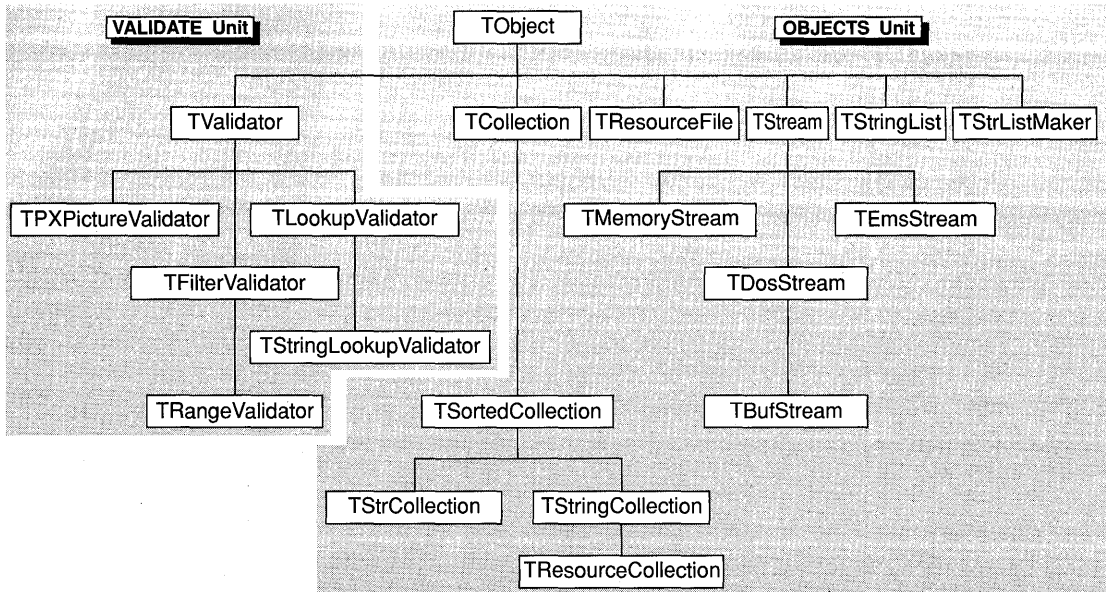 VALIDATE Unit
TObject
OBJECTS Unit
TValidator
TCollection
TResourceFile
TStream
TStringList
TStrListMaker
TPXPictureValidator
TLookupValidator
TMemoryStream
TEmsStream
TFilterValidator
TDosStream
TStringLookupValidator
TRangeValidator
TSortedCollection
TBufStream
TStrCollection
TStringCollection
TResourceCollection